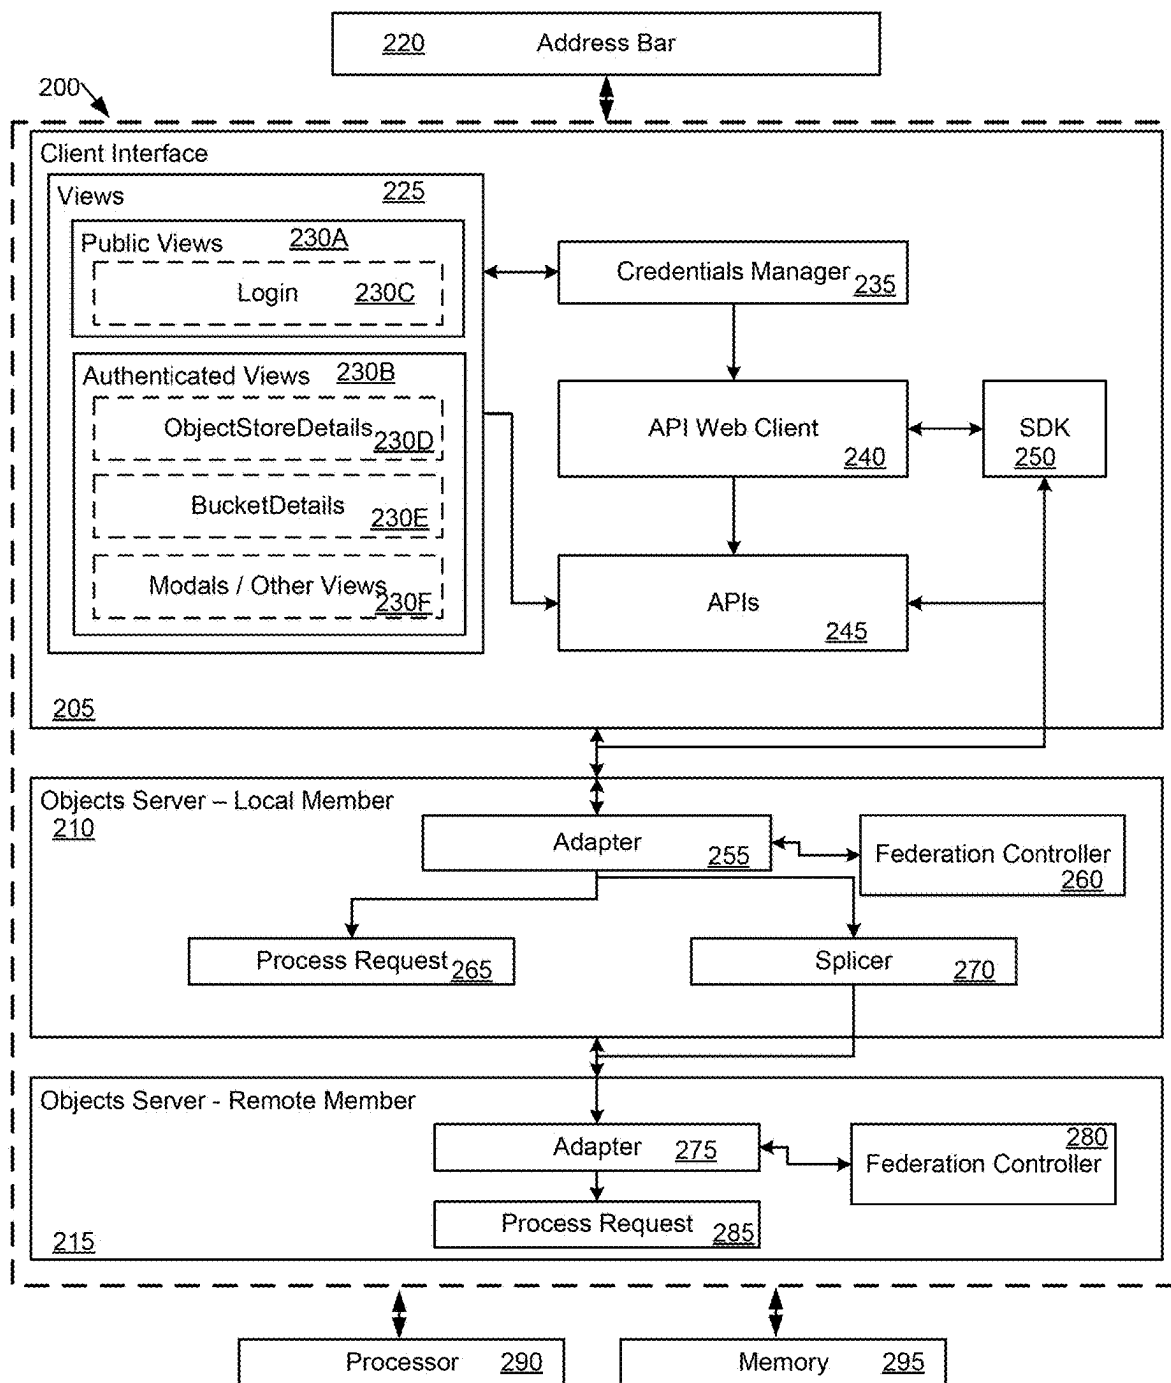 220 Address Bar
200
Client Interface
Views 225
Public Views 230A
Login 230C
Authenticated Views 230B
ObjectStoreDetails 230D
BucketDetails 230E
Modals / Other Views 230F
Credentials Manager 235
API Web Client 240
SDK 250
APIs 245
205
Objects Server – Local Member
210
Adapter 255
Federation Controller 260
Process Request 265
Splicer 270
Objects Server - Remote Member
Adapter 275
280
Federation Controller
Process Request 285
215
Processor 290
Memory 295